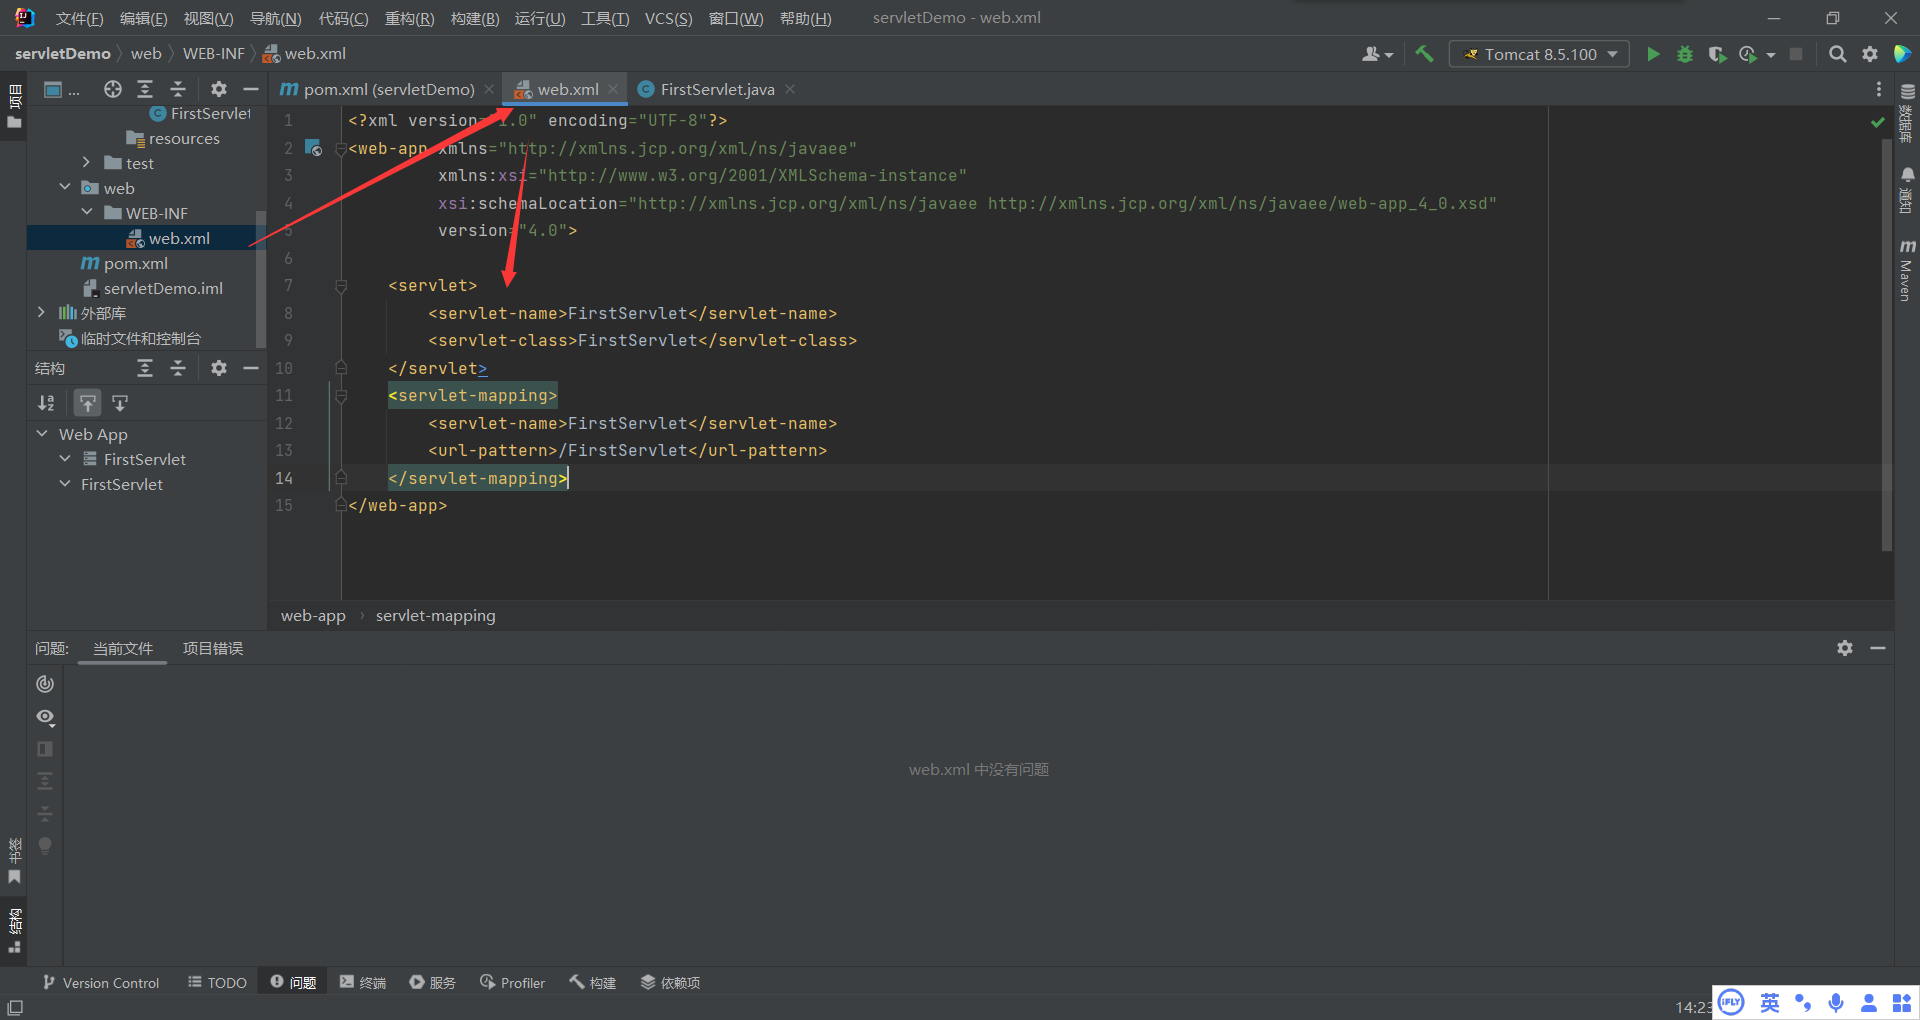 文件(F) 编辑(E) 视图(V) 导航(N) 代码(C) 重构(R) 构建(B) 运行(U) 工具(T) VCS(S) 窗口(W) 帮助(H) servletDemo - web.xml
servletDemo web WEB-INF web.xml
Tomcat 8.5.100
项目
...
pom.xml (servletDemo) web.xml FirstServlet.java
FirstServlet
resources
test
web
WEB-INF
web.xml
pom.xml
servletDemo.iml
外部库
临时文件和控制台
结构
Web App
FirstServlet
FirstServlet
1 <?xml version="1.0" encoding="UTF-8"?>
2 <web-app xmlns="http://xmlns.jcp.org/xml/ns/javaee"
3 xmlns:xsi="http://www.w3.org/2001/XMLSchema-instance"
4 xsi:schemaLocation="http://xmlns.jcp.org/xml/ns/javaee http://xmlns.jcp.org/xml/ns/javaee/web-app_4_0.xsd"
5 version="4.0">
6
7 <servlet>
8 <servlet-name>FirstServlet</servlet-name>
9 <servlet-class>FirstServlet</servlet-class>
10 </servlet>
11 <servlet-mapping>
12 <servlet-name>FirstServlet</servlet-name>
13 <url-pattern>/FirstServlet</url-pattern>
14 </servlet-mapping>
15 </web-app>
web-app servlet-mapping
数据库
通知
Maven
问题: 当前文件 项目错误
web.xml 中没有问题
书签
结构
Version Control TODO 问题 终端 服务 Profiler 构建 依赖项
14:23
iFLY 英